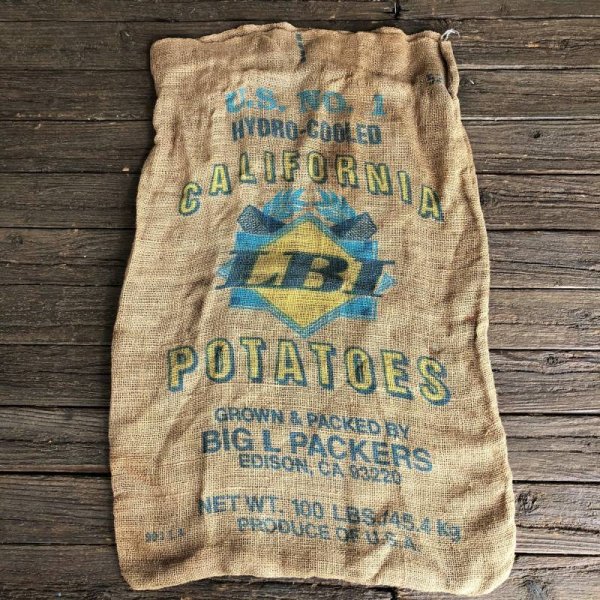 U.S. NO. 1
HYDRO-COOLED
CALIFORNIA
LBI
POTATOES
GROWN & PACKED BY
BIG L PACKERS
EDISON, CA 93220
NET WT. 100 LBS./45.4 Kg
PRODUCE OF U.S.A.